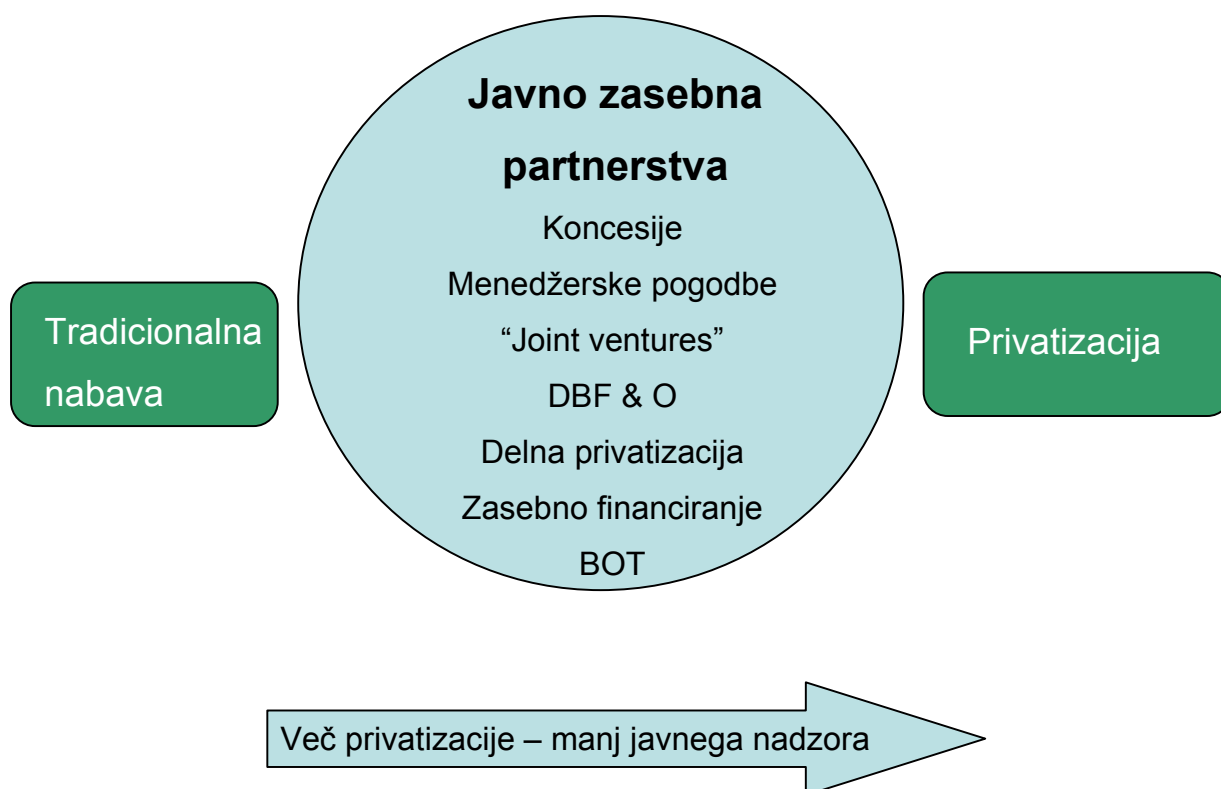 Javno zasebna
partnerstva
Koncesije
Menedžerske pogodbe
“Joint ventures”
DBF & O
Delna privatizacija
Zasebno financiranje
BOT
Tradicionalna
nabava
Privatizacija
Več privatizacije – manj javnega nadzora